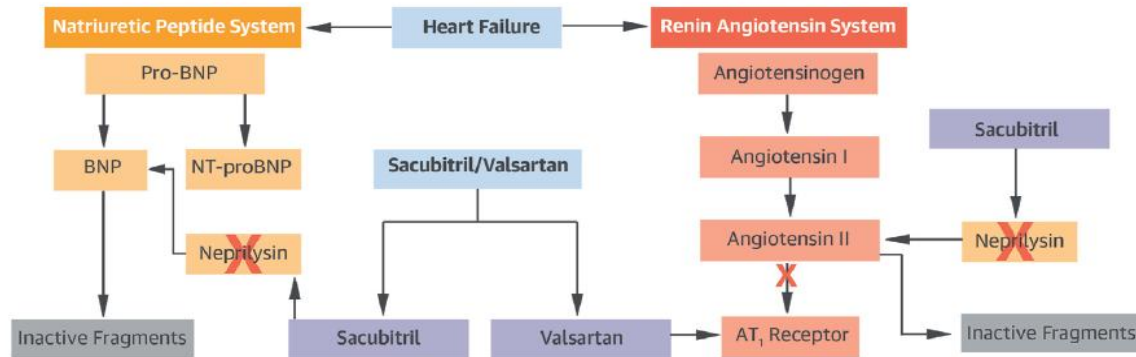 Natriuretic Peptide System
Heart Failure
Renin Angiotensin System
Pro-BNP
Angiotensinogen
Sacubitril
BNP
NT-proBNP
Sacubitril/Valsartan
Angiotensin I
Neprilysin
Angiotensin II
Neprilysin
Inactive Fragments
Sacubitril
Valsartan
AT₁ Receptor
Inactive Fragments